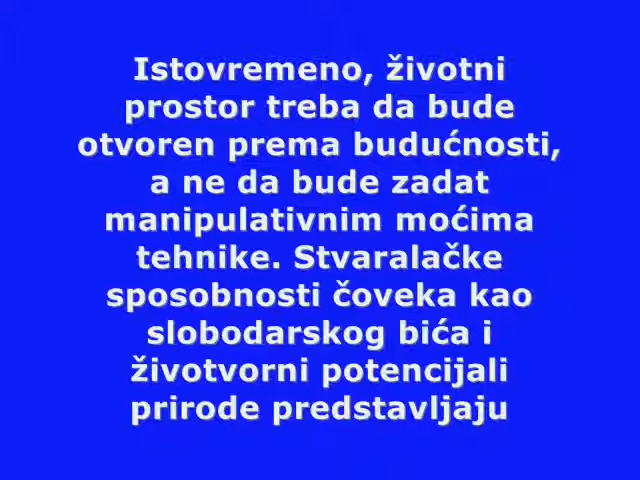 Istovremeno, životni
prostor treba da bude
otvoren prema budućnosti,
a ne da bude zadat
manipulativnim moćima
tehnike. Stvaralačke
sposobnosti čoveka kao
slobodarskog bića i
životvorni potencijali
prirode predstavljaju